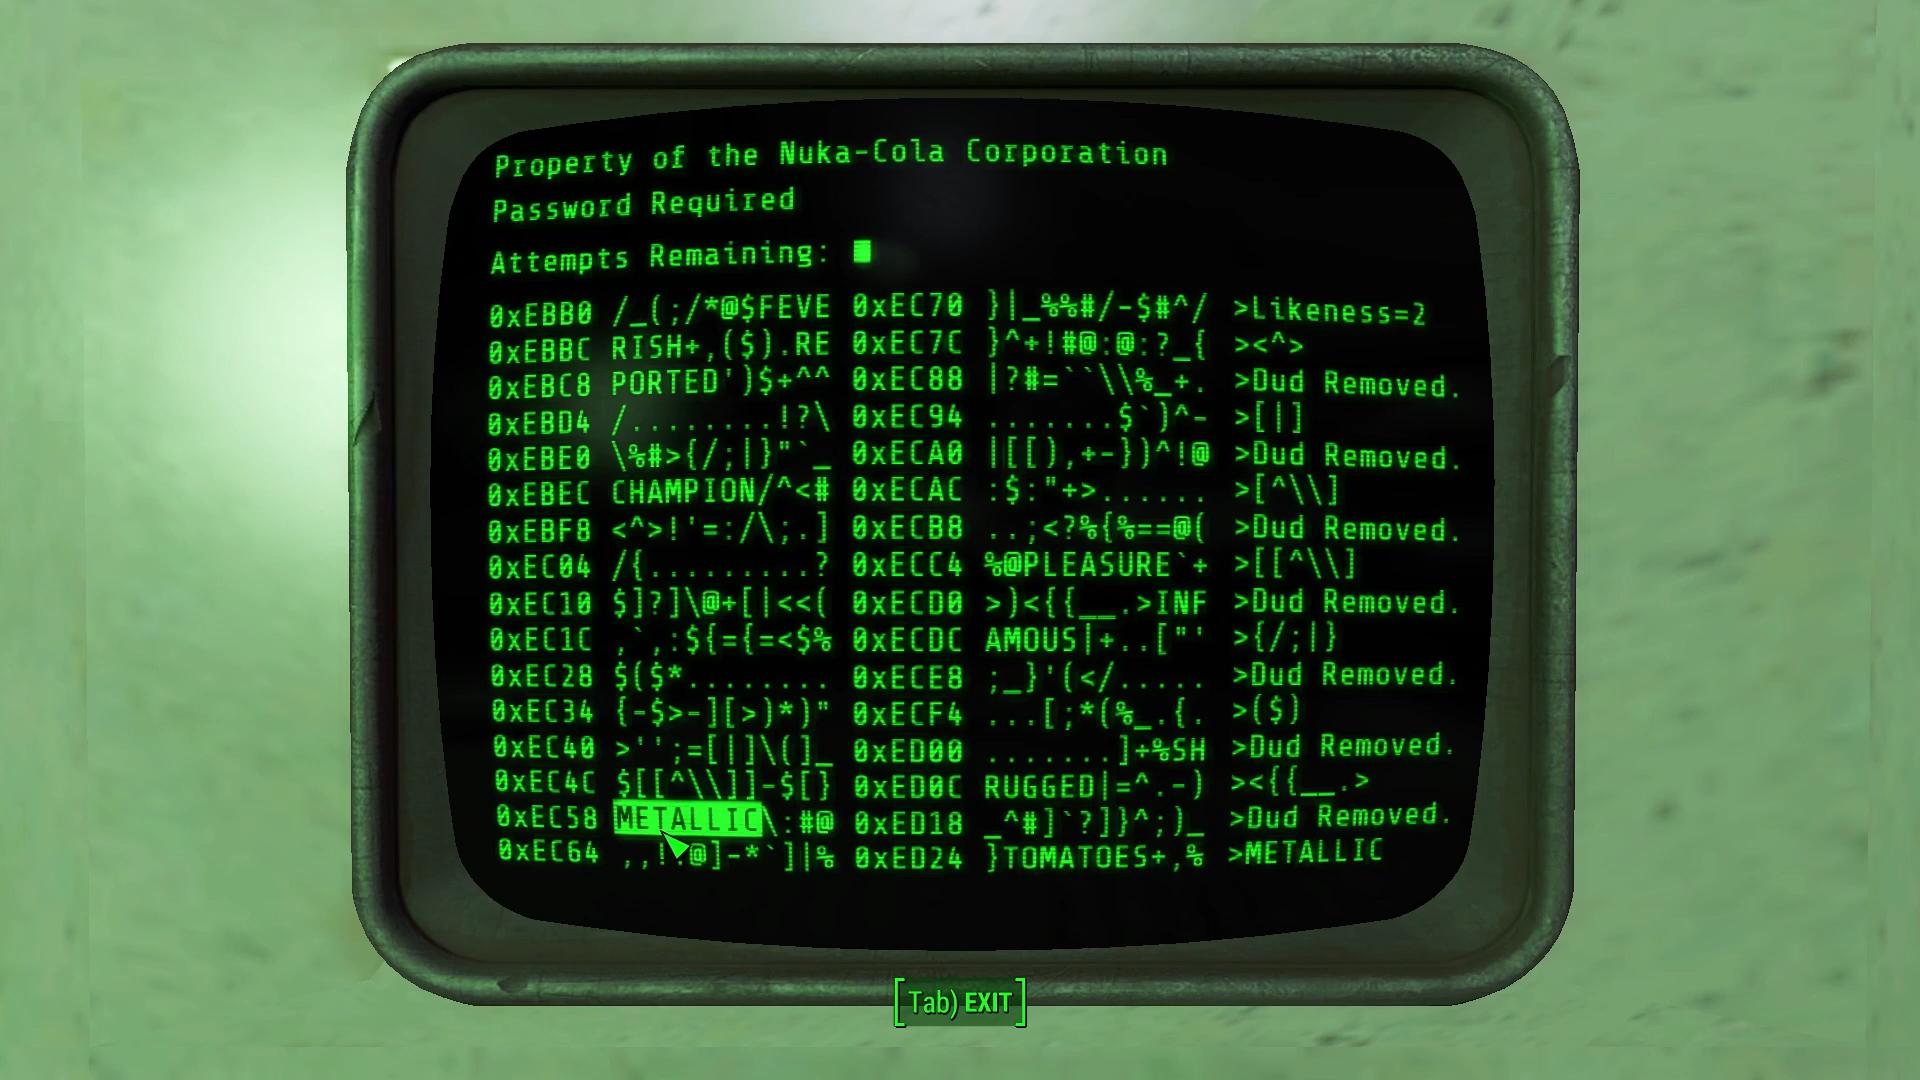 Property of the Nuka-Cola Corporation
Password Required
Attempts Remaining: ■
0xEBB0 /_(;/*@$FEVE 0xEC70 }|_%%#/-$#^/ >Likeness=2
0xEBBC RISH+,($).RE 0xEC7C }^+!#@:@:?_{ ><^>
0xEBC8 PORTED')$+^^ 0xEC88 |?#=``\\%_+. >Dud Removed.
0xEBD4 /........!?\ 0xEC94 .......$`)^- >[|]
0xEBE0 \%#>{/;|}"`_ 0xECA0 |[[),+-})^!@ >Dud Removed.
0xEBEC CHAMPION/^<# 0xECAC :$:"+>...... >[^\\]
0xEBF8 <^>!'=:/\;.] 0xECB8 ..;<?%{%==@( >Dud Removed.
0xEC04 /{.........? 0xECC4 %@PLEASURE`+ >[[^\\]
0xEC10 $]?]\@+[|<<( 0xECD0 >)<{{__.>INF >Dud Removed.
0xEC1C ,`,:${={=<$% 0xECDC AMOUS|+..["' >{/;|}
0xEC28 $($*........ 0xECE8 ;_}'(</..... >Dud Removed.
0xEC34 {-$>-][>)*)" 0xECF4 ...[;*(%_.{. >($)
0xEC40 >'';=[|]\(]_ 0xED00 .......]+%SH >Dud Removed.
0xEC4C $[[^\\]]-$[} 0xED0C RUGGED|=^.-) ><{{__.>
0xEC58 METALLIC\:#@ 0xED18 _^#]`?]}^;)_ >Dud Removed.
0xEC64 ,,!.@]-*`]|% 0xED24 }TOMATOES+,% >METALLIC
[Tab) EXIT]